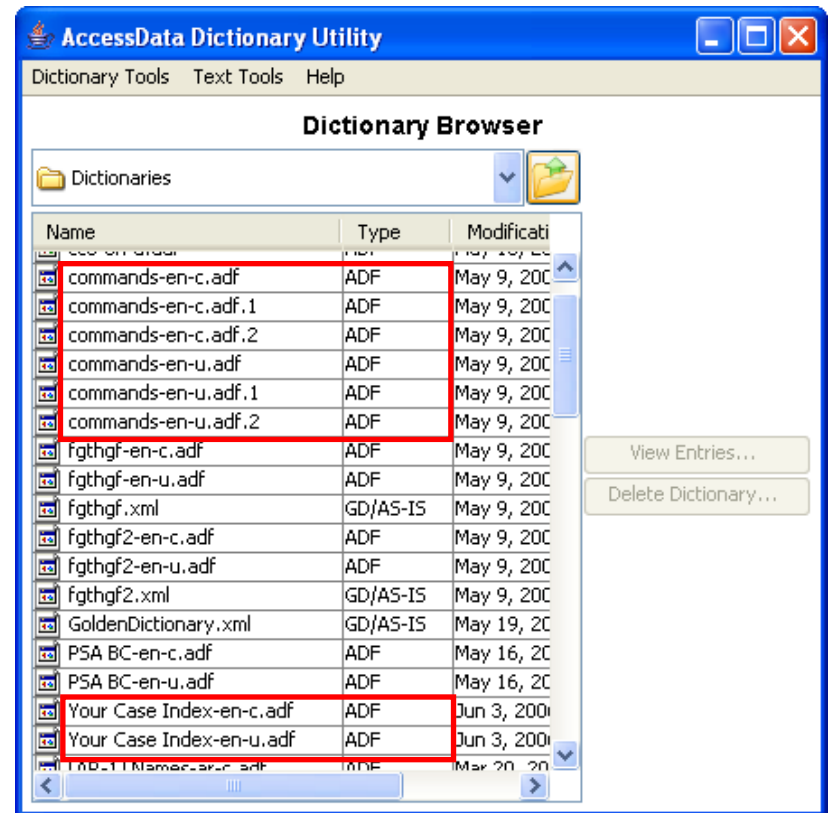 AccessData Dictionary Utility
Dictionary Tools Text Tools Help
Dictionary Browser
Dictionaries
Name Type Modificati
commands-en-c.adf ADF May 9, 200
commands-en-c.adf.1 ADF May 9, 200
commands-en-c.adf.2 ADF May 9, 200
commands-en-u.adf ADF May 9, 200
commands-en-u.adf.1 ADF May 9, 200
commands-en-u.adf.2 ADF May 9, 200
fgthgf-en-c.adf ADF May 9, 200
View Entries...
fgthgf-en-u.adf ADF May 9, 200
Delete Dictionary...
fgthgf.xml GD/AS-IS May 9, 200
fgthgf2-en-c.adf ADF May 9, 200
fgthgf2-en-u.adf ADF May 9, 200
fgthgf2.xml GD/AS-IS May 9, 200
GoldenDictionary.xml GD/AS-IS May 19, 20
PSA BC-en-c.adf ADF May 16, 20
PSA BC-en-u.adf ADF May 16, 20
Your Case Index-en-c.adf ADF Jun 3, 200
Your Case Index-en-u.adf ADF Jun 3, 200
ADF Mar 20, 20